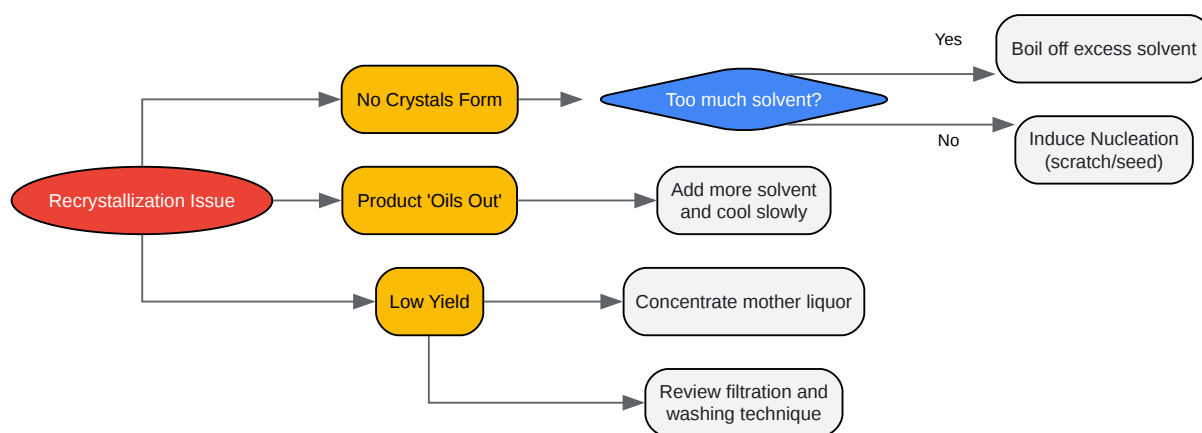 Yes
Boil off excess solvent
No Crystals Form
Too much solvent?
No
Induce Nucleation
(scratch/seed)
Recrystallization Issue
Product 'Oils Out'
Add more solvent
and cool slowly
Low Yield
Concentrate mother liquor
Review filtration and
washing technique